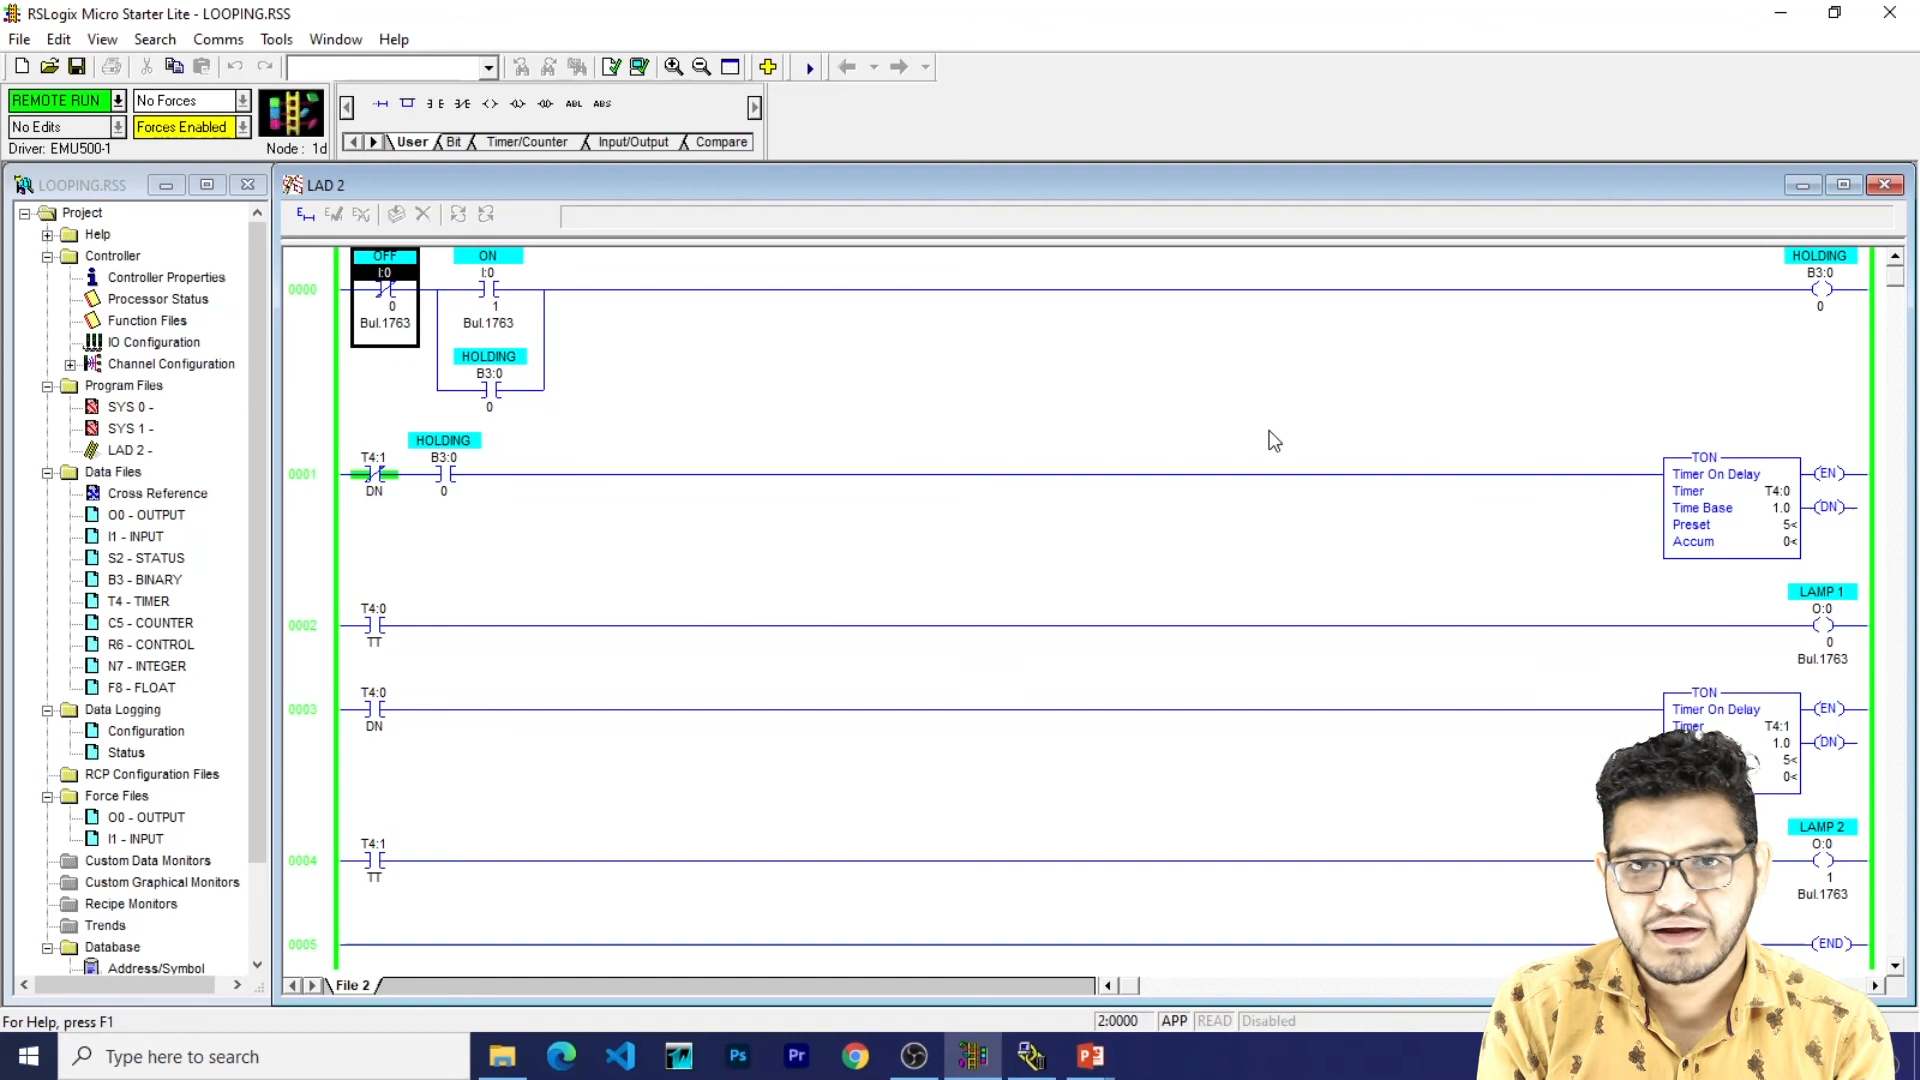 RSLogix Micro Starter Lite - LOOPING.RSS
File Edit View Search Comms Tools Window Help
REMOTE RUN No Forces
No Edits Forces Enabled
Driver: EMU500-1 Node : 1d
ABL ABS
User Bit Timer/Counter Input/Output Compare
LOOPING.RSS
Project
Help
Controller
Controller Properties
Processor Status
Function Files
IO Configuration
Channel Configuration
Program Files
SYS 0 -
SYS 1 -
LAD 2 -
Data Files
Cross Reference
O0 - OUTPUT
I1 - INPUT
S2 - STATUS
B3 - BINARY
T4 - TIMER
C5 - COUNTER
R6 - CONTROL
N7 - INTEGER
F8 - FLOAT
Data Logging
Configuration
Status
RCP Configuration Files
Force Files
O0 - OUTPUT
I1 - INPUT
Custom Data Monitors
Custom Graphical Monitors
Recipe Monitors
Trends
Database
Address/Symbol
LAD 2
OFF ON HOLDING
I:0 I:0 B3:0
0000
0 1 0
Bul.1763 Bul.1763
HOLDING
B3:0
0
HOLDING
T4:1 B3:0 TON
0001 Timer On Delay EN
DN 0 Timer T4:0
Time Base 1.0 DN
Preset 5<
Accum 0<
LAMP 1
T4:0 O:0
0002
TT 0
Bul.1763
T4:0 TON
0003 Timer On Delay EN
DN Timer T4:1
1.0 DN
5<
0<
LAMP 2
T4:1 O:0
0004
TT 1
Bul.1763
0005 END
File 2
For Help, press F1 2:0000 APP READ Disabled
Type here to search Ps Pr